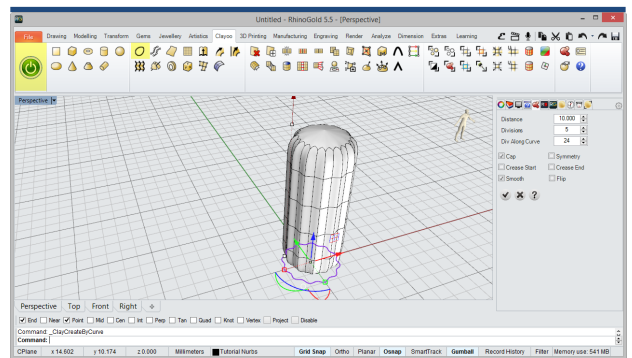 Untitled - RhinoGold 5.5 - [Perspective]
File Drawing Modelling Transform Gems Jewellery Artistics Clayoo 3D Printing Manufacturing Engraving Render Analyze Dimension Extras Learning
Perspective
Distance 10.000
Divisions 5
Div Along Curve 24
Cap Symmetry
Crease Start Crease End
Smooth Flip
Perspective Top Front Right
End Near Point Mid Cen Int Perp Tan Quad Knot Vertex Project Disable
Command: _ClayCreateByCurve
Command:
CPlane x 14.602 y 10.174 z 0.000 Millimeters Tutorial Nurbs Grid Snap Ortho Planar Osnap SmartTrack Gumball Record History Filter Memory use: 541 MB